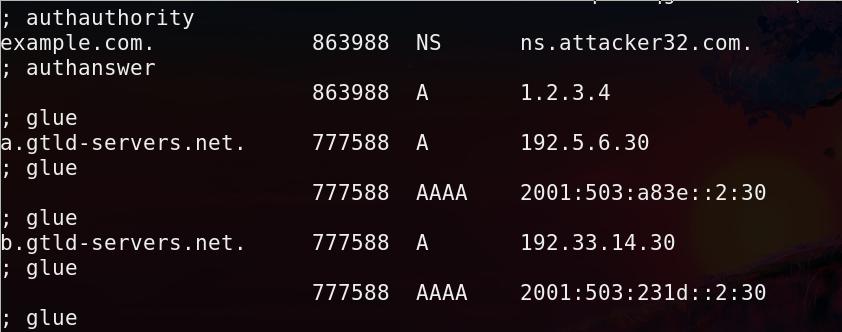 ; authauthority
example.com. 863988 NS ns.attacker32.com.
; authanswer
863988 A 1.2.3.4
; glue
a.gtld-servers.net. 777588 A 192.5.6.30
; glue
777588 AAAA 2001:503:a83e::2:30
; glue
b.gtld-servers.net. 777588 A 192.33.14.30
; glue
777588 AAAA 2001:503:231d::2:30
; glue